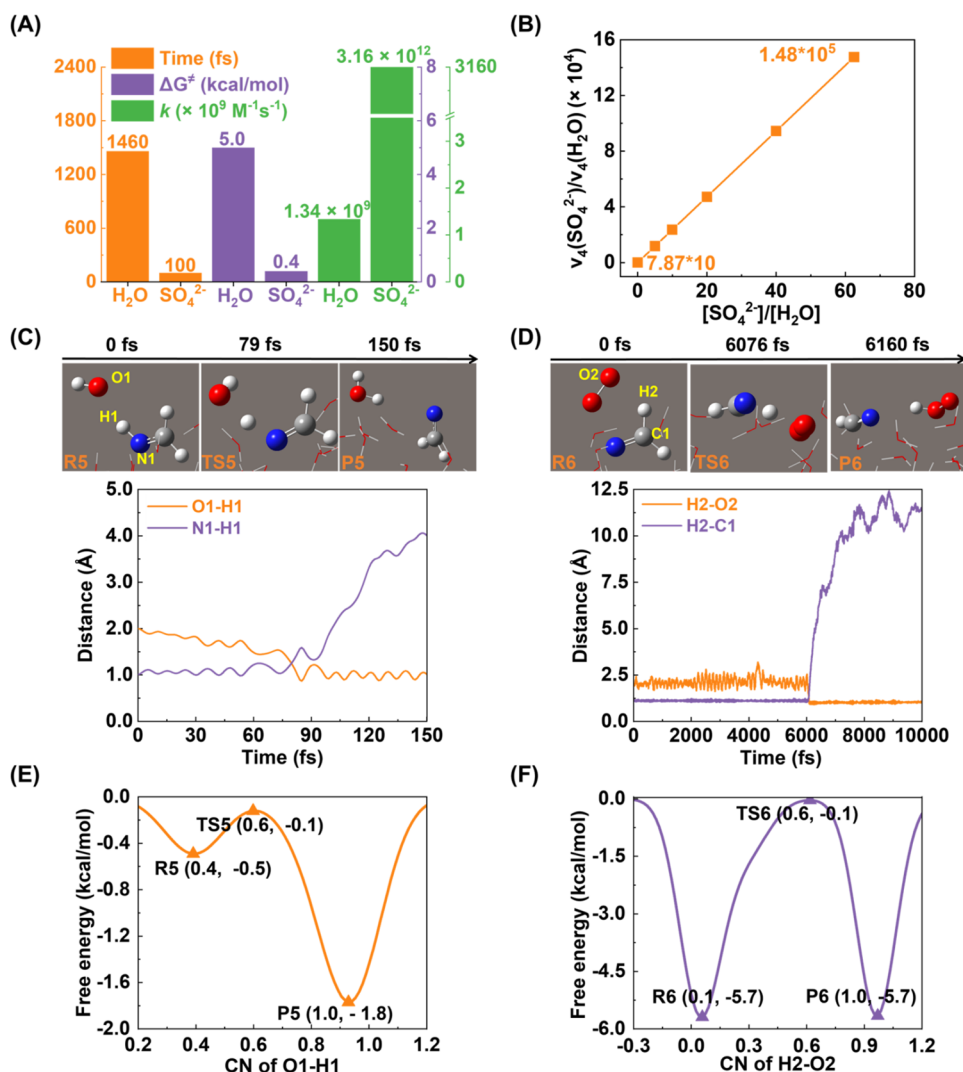 (A)
Time (fs)
ΔG≠ (kcal/mol)
k (× 10⁹ M⁻¹s⁻¹)
3.16 × 10¹²
2400
1800
1200
600
0
1460
100
5.0
0.4
1.34 × 10⁹
8
6
4
2
0
3160
3
2
1
0
H₂O
SO₄²⁻
H₂O
SO₄²⁻
H₂O
SO₄²⁻
(B)
v₄(SO₄²⁻)/v₄(H₂O) (× 10⁴)
16
12
8
4
0
1.48*10⁵
7.87*10
0
20
40
60
80
[SO₄²⁻]/[H₂O]
(C)
0 fs
79 fs
150 fs
O1
H1
N1
R5
TS5
P5
5.0
4.0
3.0
2.0
1.0
0.0
Distance (Å)
O1-H1
N1-H1
0
30
60
90
120
150
Time (fs)
(D)
0 fs
6076 fs
6160 fs
O2
H2
C1
R6
TS6
P6
12.5
10.0
7.5
5.0
2.5
0.0
Distance (Å)
H2-O2
H2-C1
0
2000
4000
6000
8000
10000
Time (fs)
(E)
Free energy (kcal/mol)
0.0
-0.4
-0.8
-1.2
-1.6
-2.0
TS5 (0.6, -0.1)
R5 (0.4, -0.5)
P5 (1.0, - 1.8)
0.2
0.4
0.6
0.8
1.0
1.2
CN of O1-H1
(F)
Free energy (kcal/mol)
0.0
-1.5
-3.0
-4.5
-6.0
TS6 (0.6, -0.1)
R6 (0.1, -5.7)
P6 (1.0, -5.7)
-0.3
0.0
0.3
0.6
0.9
1.2
CN of H2-O2